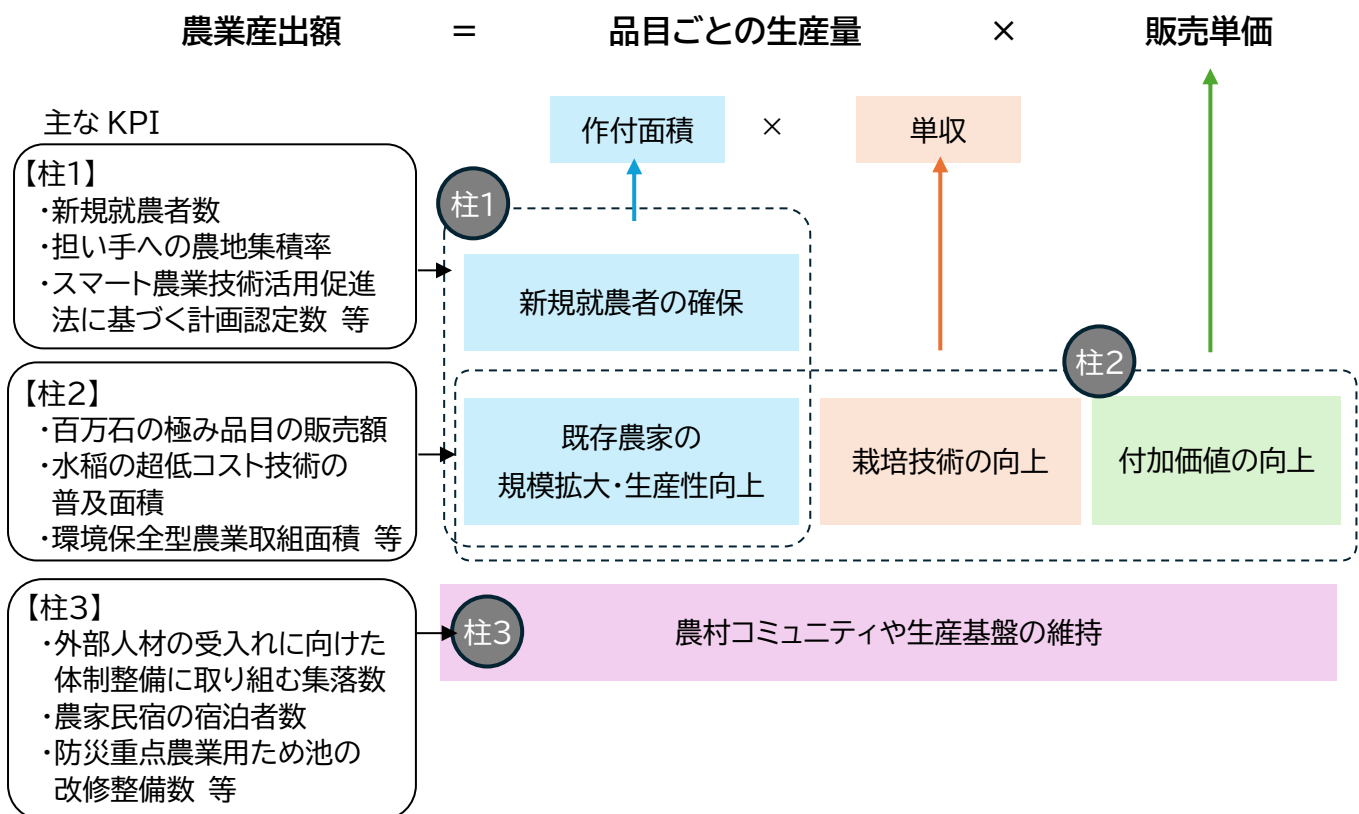 農業産出額 ＝ 品目ごとの生産量 × 販売単価
主な KPI
作付面積 × 単収
【柱1】
・新規就農者数
・担い手への農地集積率
・スマート農業技術活用促進
法に基づく計画認定数 等
柱1
新規就農者の確保
【柱2】
・百万石の極み品目の販売額
・水稲の超低コスト技術の
普及面積
・環境保全型農業取組面積 等
柱2
既存農家の
規模拡大・生産性向上
栽培技術の向上
付加価値の向上
【柱3】
・外部人材の受入れに向けた
体制整備に取り組む集落数
・農家民宿の宿泊者数
・防災重点農業用ため池の
改修整備数 等
柱3
農村コミュニティや生産基盤の維持